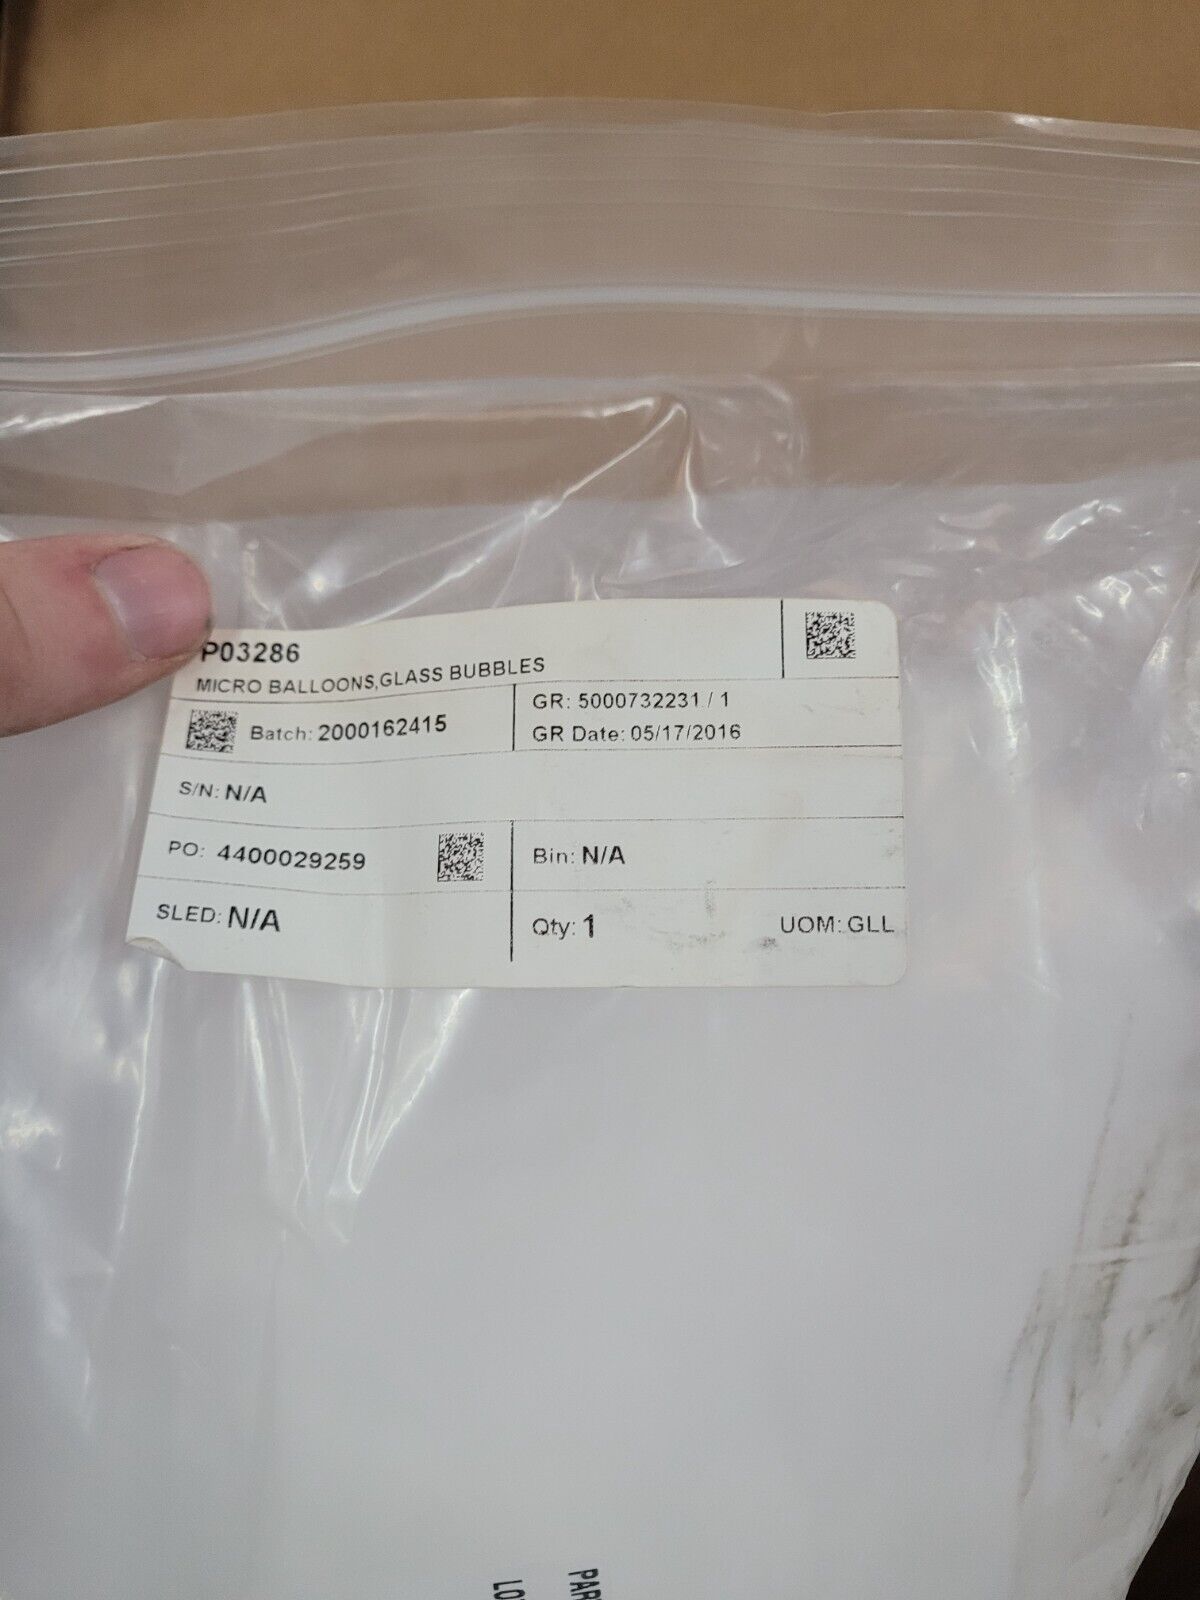 P03286
MICRO BALLOONS,GLASS BUBBLES
Batch: 2000162415
GR: 5000732231 / 1
GR Date: 05/17/2016
S/N: N/A
PO: 4400029259
Bin: N/A
SLED: N/A
Qty: 1
UOM: GLL